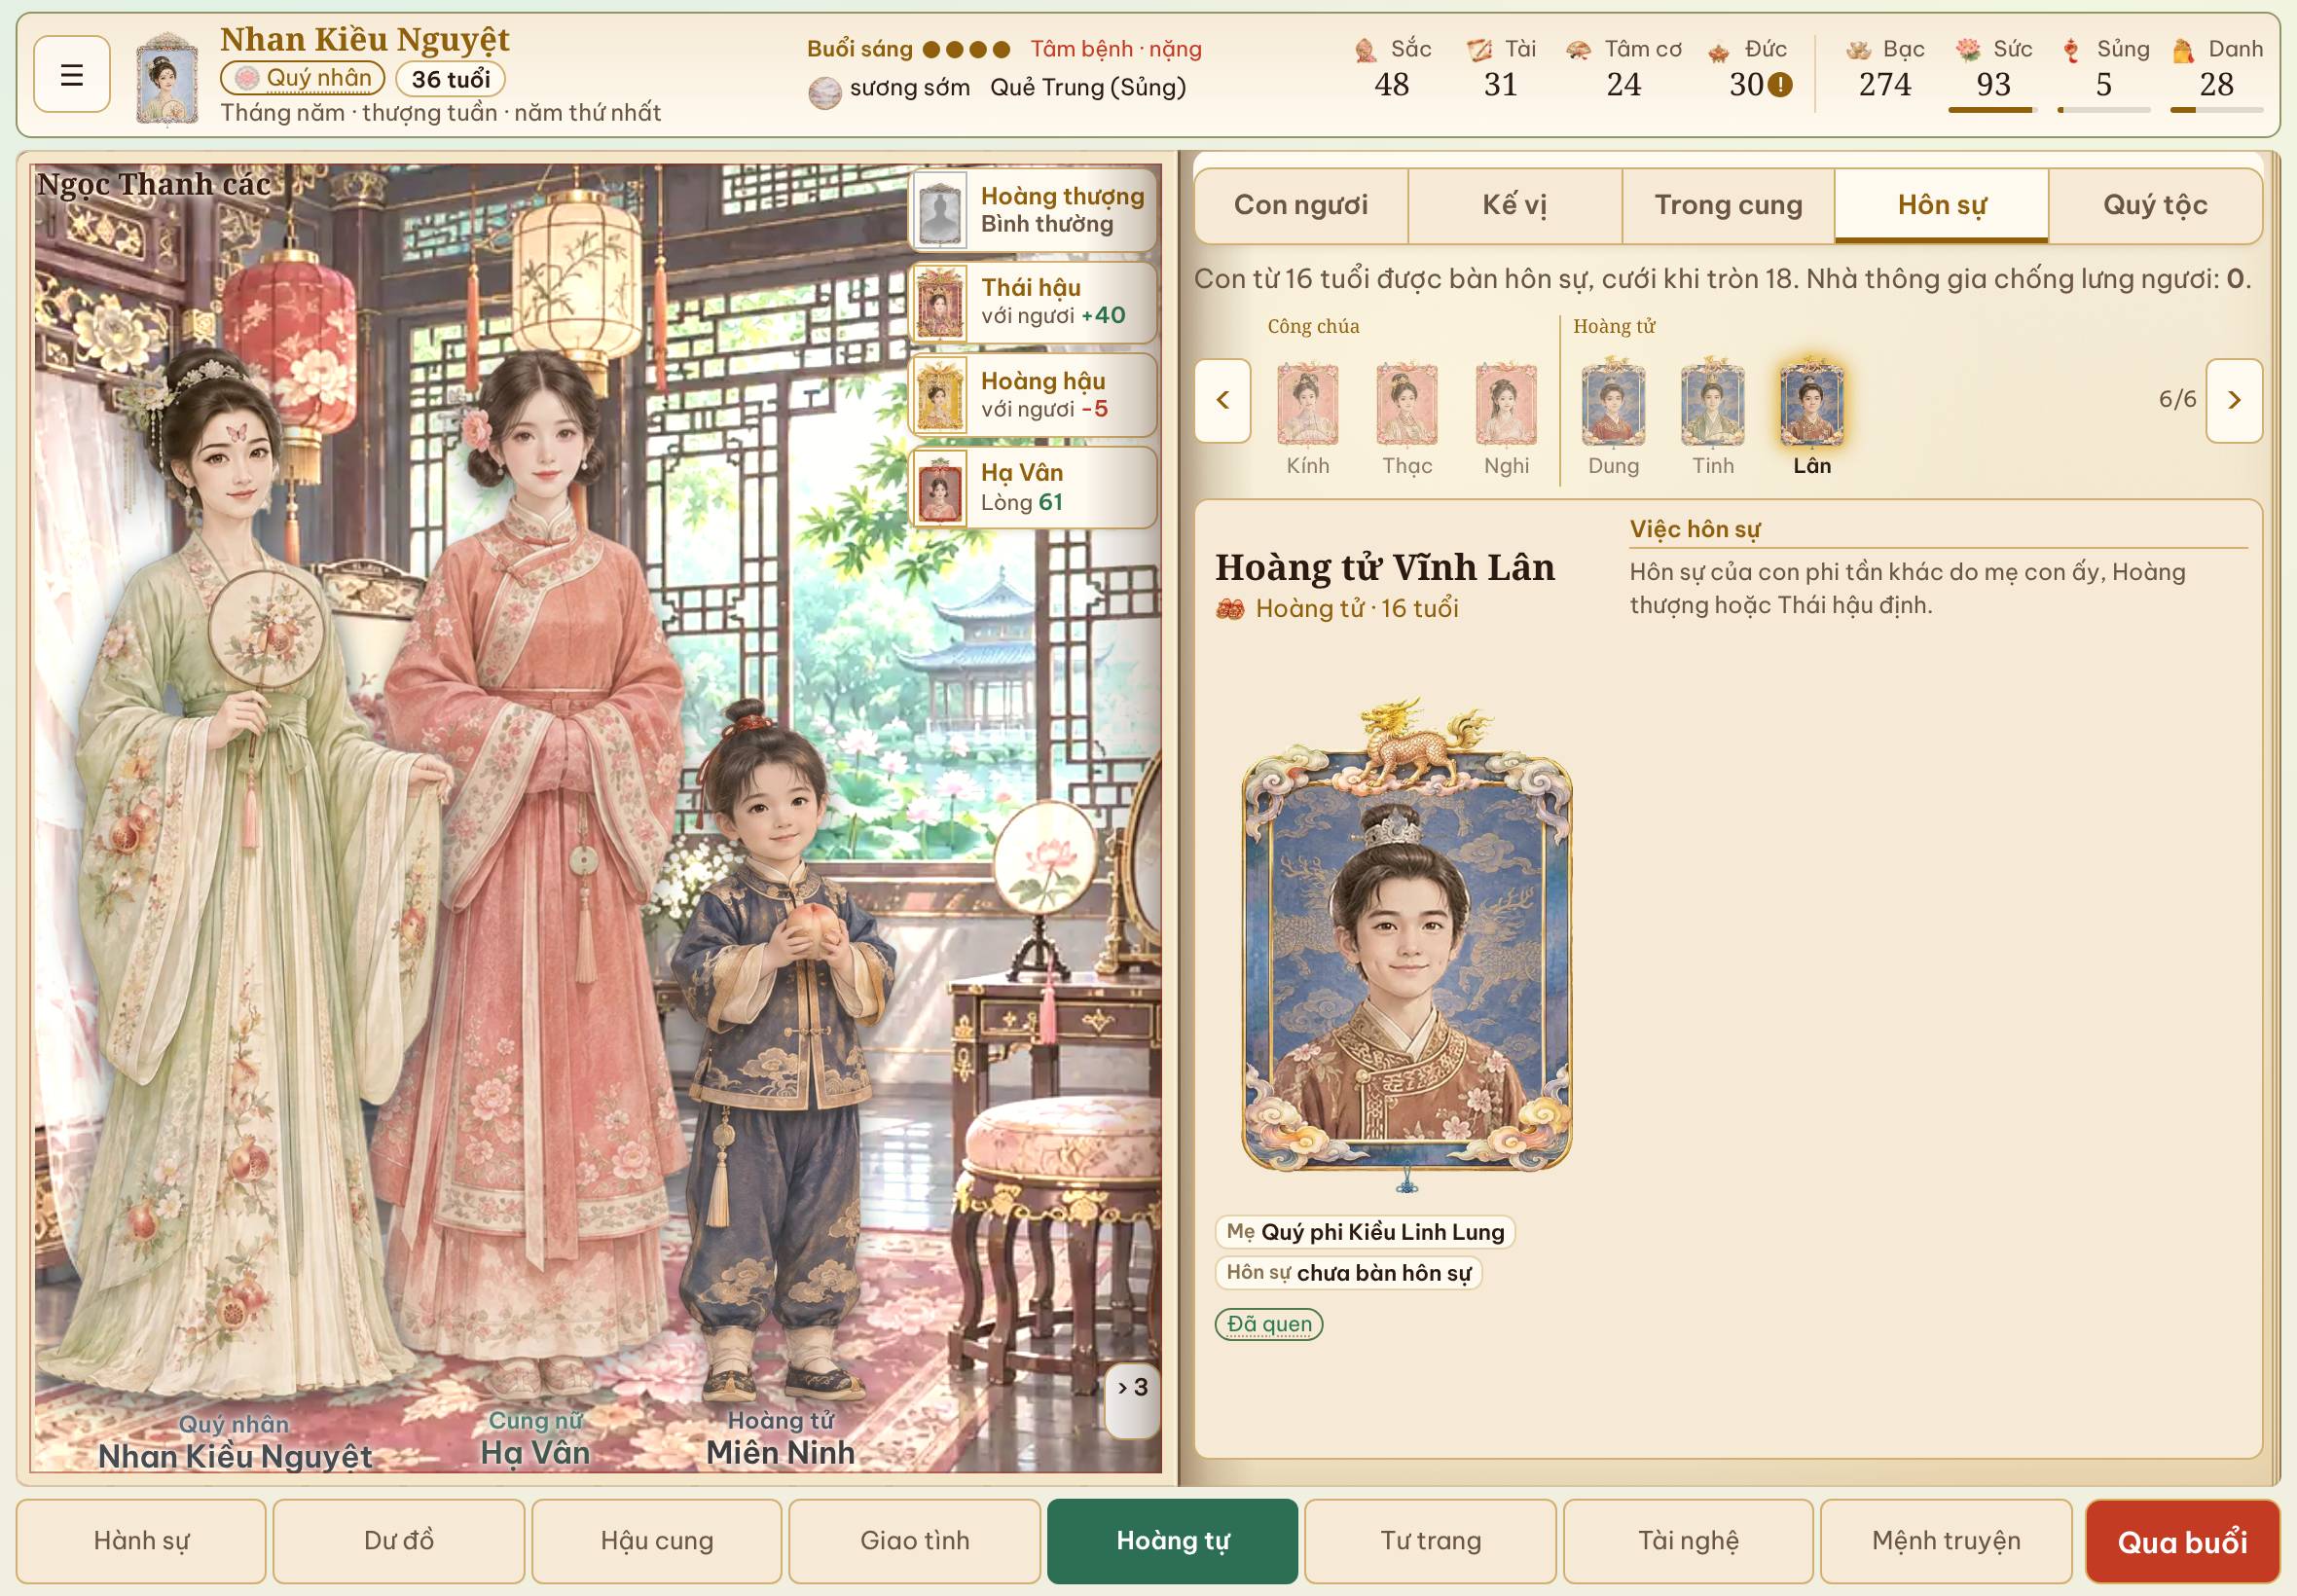 ☰
Nhan Kiều Nguyệt
Quý nhân
36 tuổi
Tháng năm · thượng tuần · năm thứ nhất
Buổi sáng
Tâm bệnh · nặng
sương sớm Quẻ Trung (Sủng)
Sắc
48
Tài
31
Tâm cơ
24
Đức
30 !
Bạc
274
Sức
93
Sủng
5
Danh
28
Ngọc Thanh các
Hoàng thượng
Bình thường
Thái hậu
với ngươi +40
Hoàng hậu
với ngươi -5
Hạ Vân
Lòng 61
Quý nhân
Nhan Kiều Nguyệt
Cung nữ
Hạ Vân
Hoàng tử
Miên Ninh
› 3
Con ngươi
Kế vị
Trong cung
Hôn sự
Quý tộc
Con từ 16 tuổi được bàn hôn sự, cưới khi tròn 18. Nhà thông gia chống lưng ngươi: 0.
Công chúa
Hoàng tử
‹
Kính
Thạc
Nghi
Dung
Tinh
Lân
6/6
›
Hoàng tử Vĩnh Lân
Hoàng tử · 16 tuổi
Mẹ Quý phi Kiều Linh Lung
Hôn sự chưa bàn hôn sự
Đã quen
Việc hôn sự
Hôn sự của con phi tần khác do mẹ con ấy, Hoàng
thượng hoặc Thái hậu định.
Hành sự
Dư đồ
Hậu cung
Giao tình
Hoàng tự
Tư trang
Tài nghệ
Mệnh truyện
Qua buổi